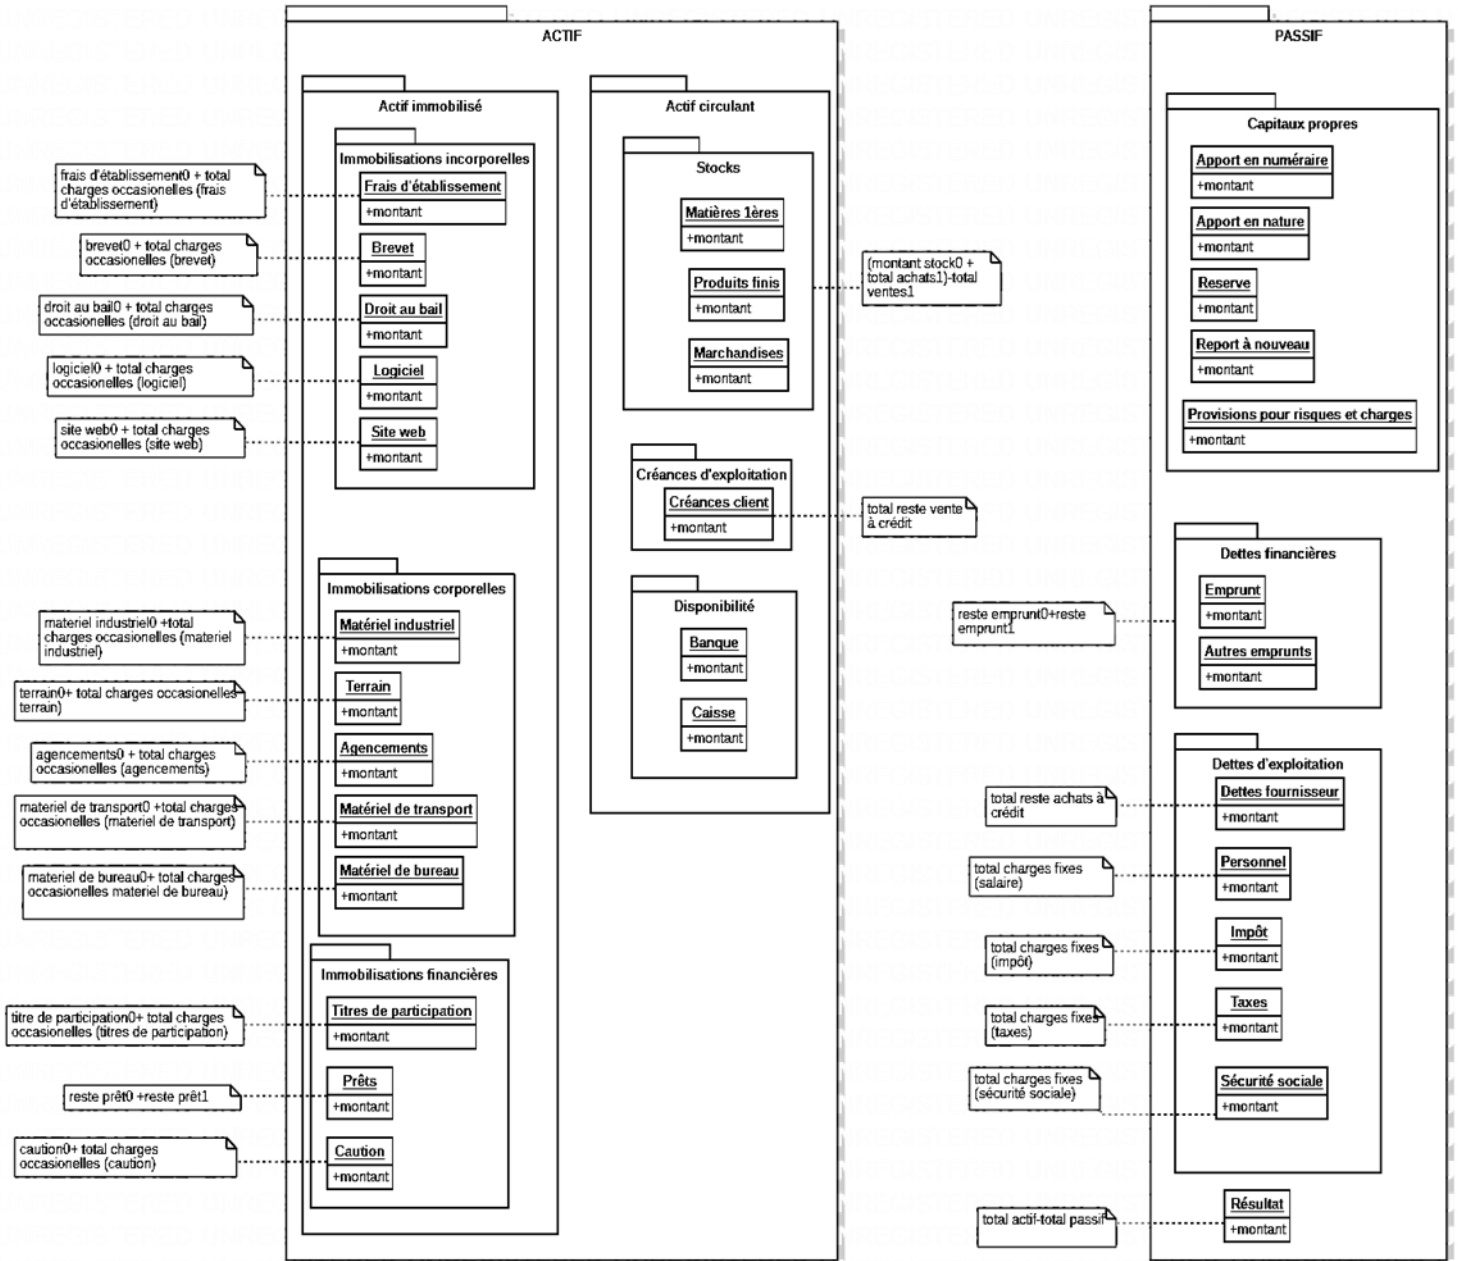 ACTIF
Actif immobilisé
Immobilisations incorporelles
frais d'établissement0 + total
charges occasionelles (frais
d'établissement)
Frais d'établissement
+montant
brevet0 + total charges
occasionelles (brevet)
Brevet
+montant
droit au bail0 + total charges
occasionelles (droit au bail)
Droit au bail
+montant
logiciel0 + total charges
occasionelles (logiciel)
Logiciel
+montant
site web0 + total charges
occasionelles (site web)
Site web
+montant
Immobilisations corporelles
materiel industriel0 +total
charges occasionelles (materiel
industriel)
Matériel industriel
+montant
terrain0+ total charges occasionelles
terrain)
Terrain
+montant
agencements0 + total charges
occasionelles (agencements)
Agencements
+montant
materiel de transport0 +total charges
occasionelles (materiel de transport)
Matériel de transport
+montant
materiel de bureau0+ total charges
occasionelles materiel de bureau)
Matériel de bureau
+montant
Immobilisations financières
titre de participation0+ total charges
occasionelles (titres de participation)
Titres de participation
+montant
reste prêt0 +reste prêt1
Prêts
+montant
caution0+ total charges
occasionelles (caution)
Caution
+montant
Actif circulant
Stocks
Matières 1ères
+montant
Produits finis
+montant
Marchandises
+montant
(montant stock0 +
total achats1)-total
ventes1
Créances d'exploitation
Créances client
+montant
total reste vente
à crédit
Disponibilité
Banque
+montant
Caisse
+montant
PASSIF
Capitaux propres
Apport en numéraire
+montant
Apport en nature
+montant
Reserve
+montant
Report à nouveau
+montant
Provisions pour risques et charges
+montant
Dettes financières
reste emprunt0+reste
emprunt1
Emprunt
+montant
Autres emprunts
+montant
Dettes d'exploitation
total reste achats à
crédit
Dettes fournisseur
+montant
total charges fixes
(salaire)
Personnel
+montant
total charges fixes
(impôt)
Impôt
+montant
total charges fixes
(taxes)
Taxes
+montant
total charges fixes
(sécurité sociale)
Sécurité sociale
+montant
total actif-total passif
Résultat
+montant